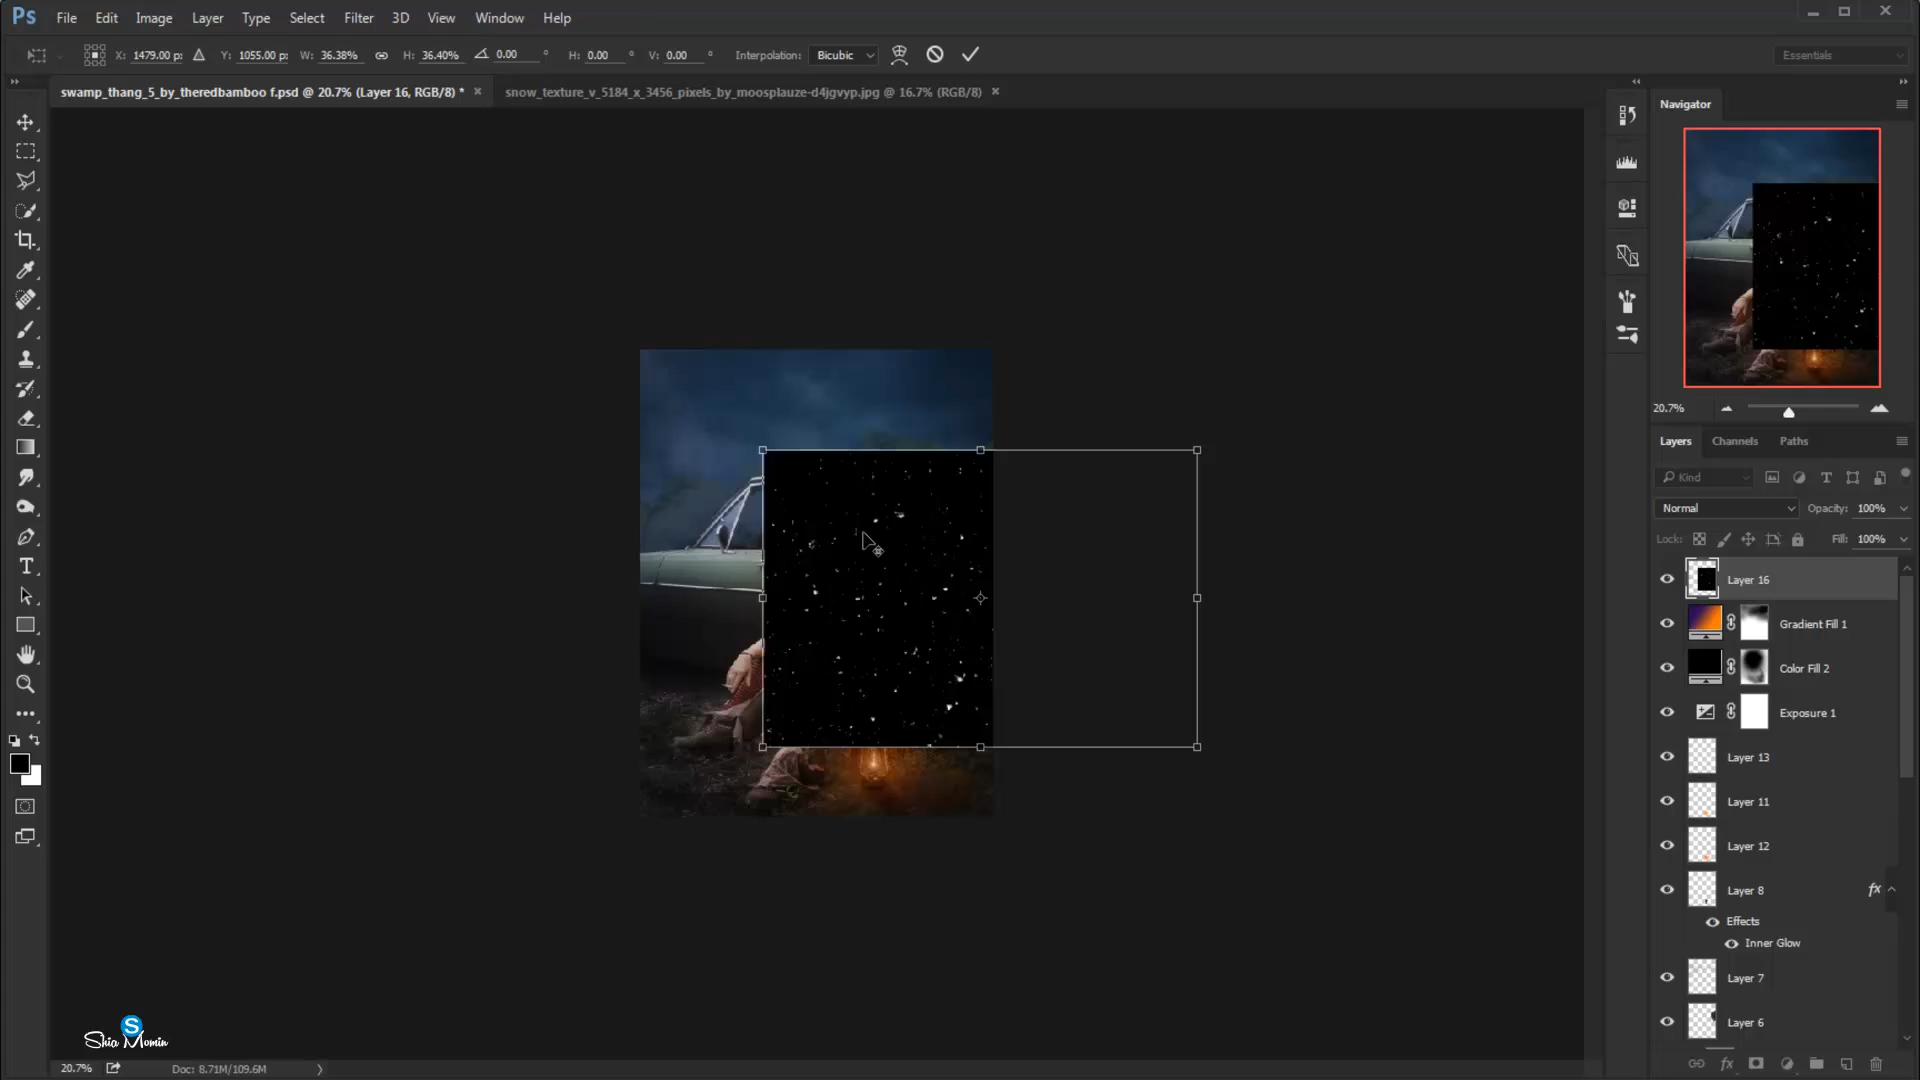 Ps File Edit Image Layer Type Select Filter 3D View Window Help
X: 1479.00 p: Y: 1055.00 p: W: 36.38% H: 36.40% 0.00 ° H: 0.00 ° V: 0.00 ° Interpolation: Bicubic Essentials
swamp_thang_5_by_theredbamboo f.psd @ 20.7% (Layer 16, RGB/8) * × snow_texture_v_5184_x_3456_pixels_by_moosplauze-d4jgvyp.jpg @ 16.7% (RGB/8) ×
Navigator
20.7%
Layers Channels Paths
Kind
Normal Opacity: 100%
Lock: Fill: 100%
Layer 16
Gradient Fill 1
Color Fill 2
Exposure 1
Layer 13
Layer 11
Layer 12
Layer 8 fx
Effects
Inner Glow
Layer 7
Layer 6
fx
S
Shia Momin
20.7% Doc: 8.71M/109.6M